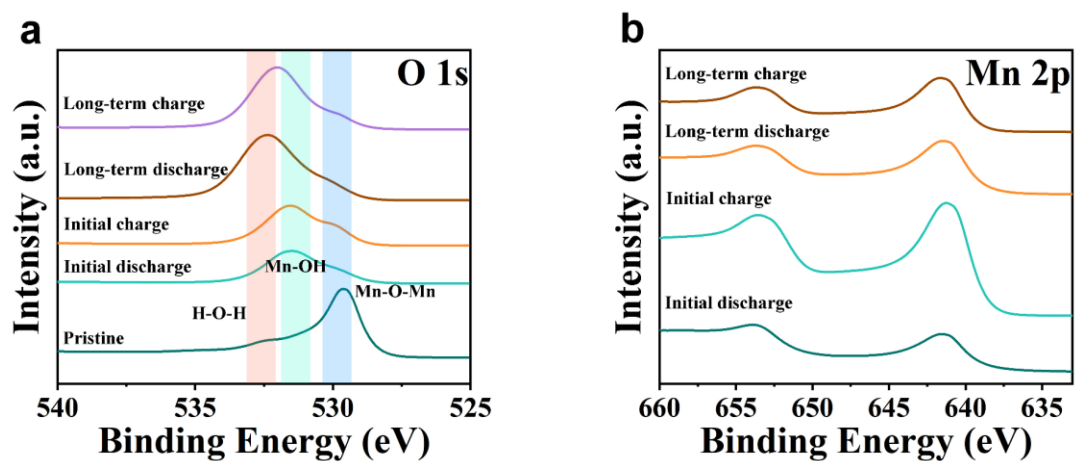 a
O 1s
Long-term charge
Long-term discharge
Initial charge
Initial discharge
Mn-OH
Mn-O-Mn
H-O-H
Pristine
Intensity (a.u.)
540
535
530
525
Binding Energy (eV)
b
Mn 2p
Long-term charge
Long-term discharge
Initial charge
Initial discharge
Intensity (a.u.)
660
655
650
645
640
635
Binding Energy (eV)